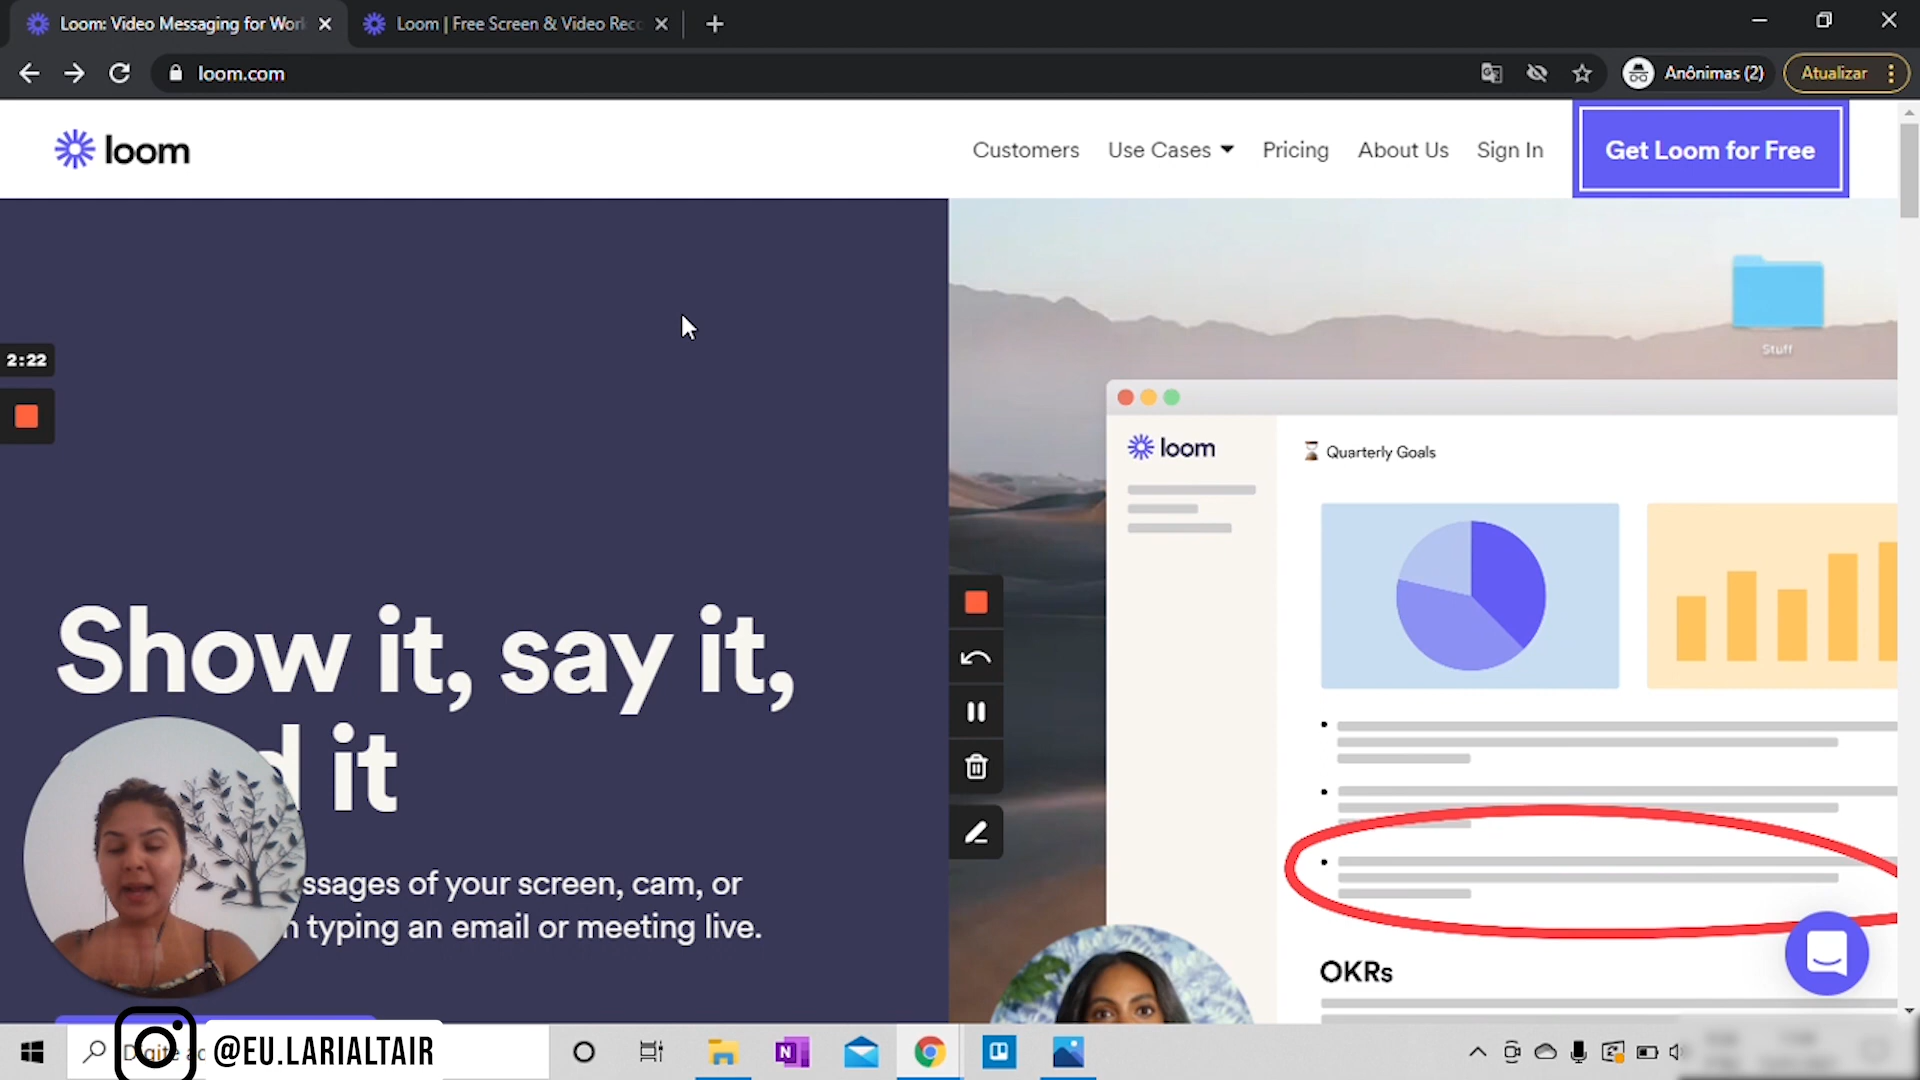 Loom: Video Messaging for Wor
Loom | Free Screen & Video Rec
loom.com
Anônimas (2)
Atualizar
loom
Customers
Use Cases
Pricing
About Us
Sign In
Get Loom for Free
Stuff
2:22
loom
Quarterly Goals
Show it, say it,
it
ssages of your screen, cam, or
n typing an email or meeting live.
OKRs
Digite
@EU.LARIALTAIR